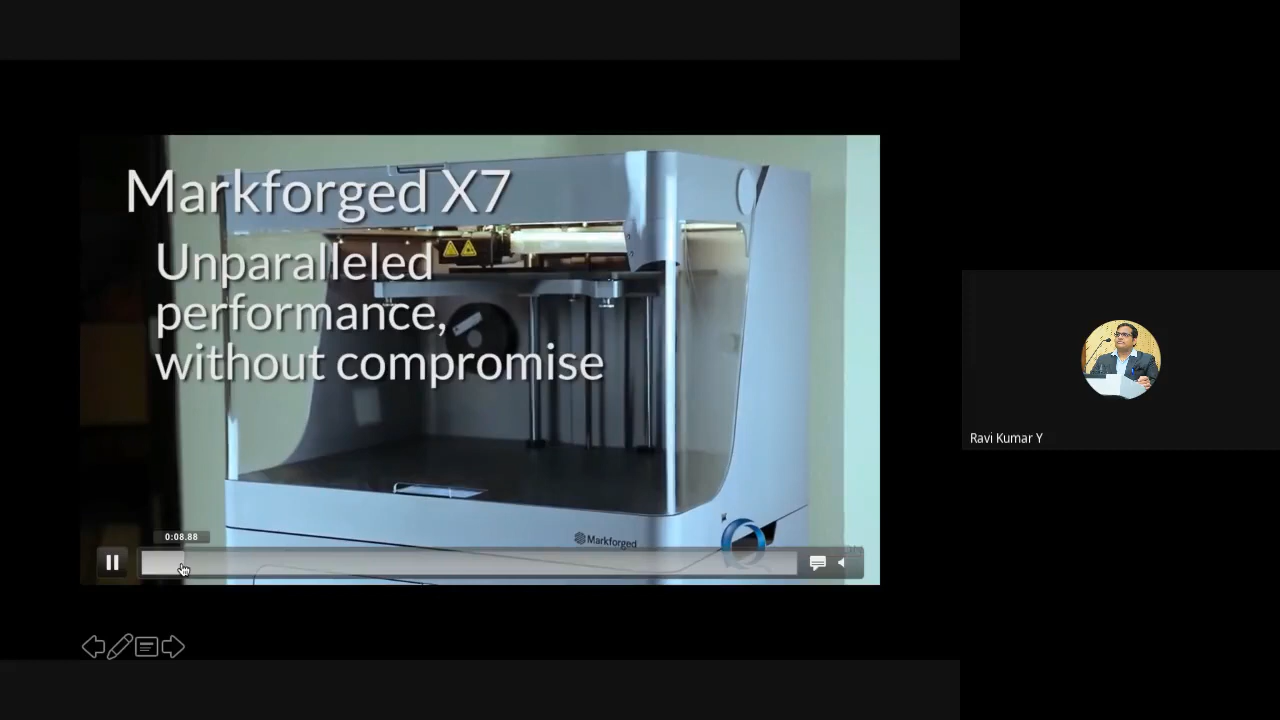 Markforged X7
Unparalleled
performance,
without compromise
Markforged
0:08.88
Ravi Kumar Y